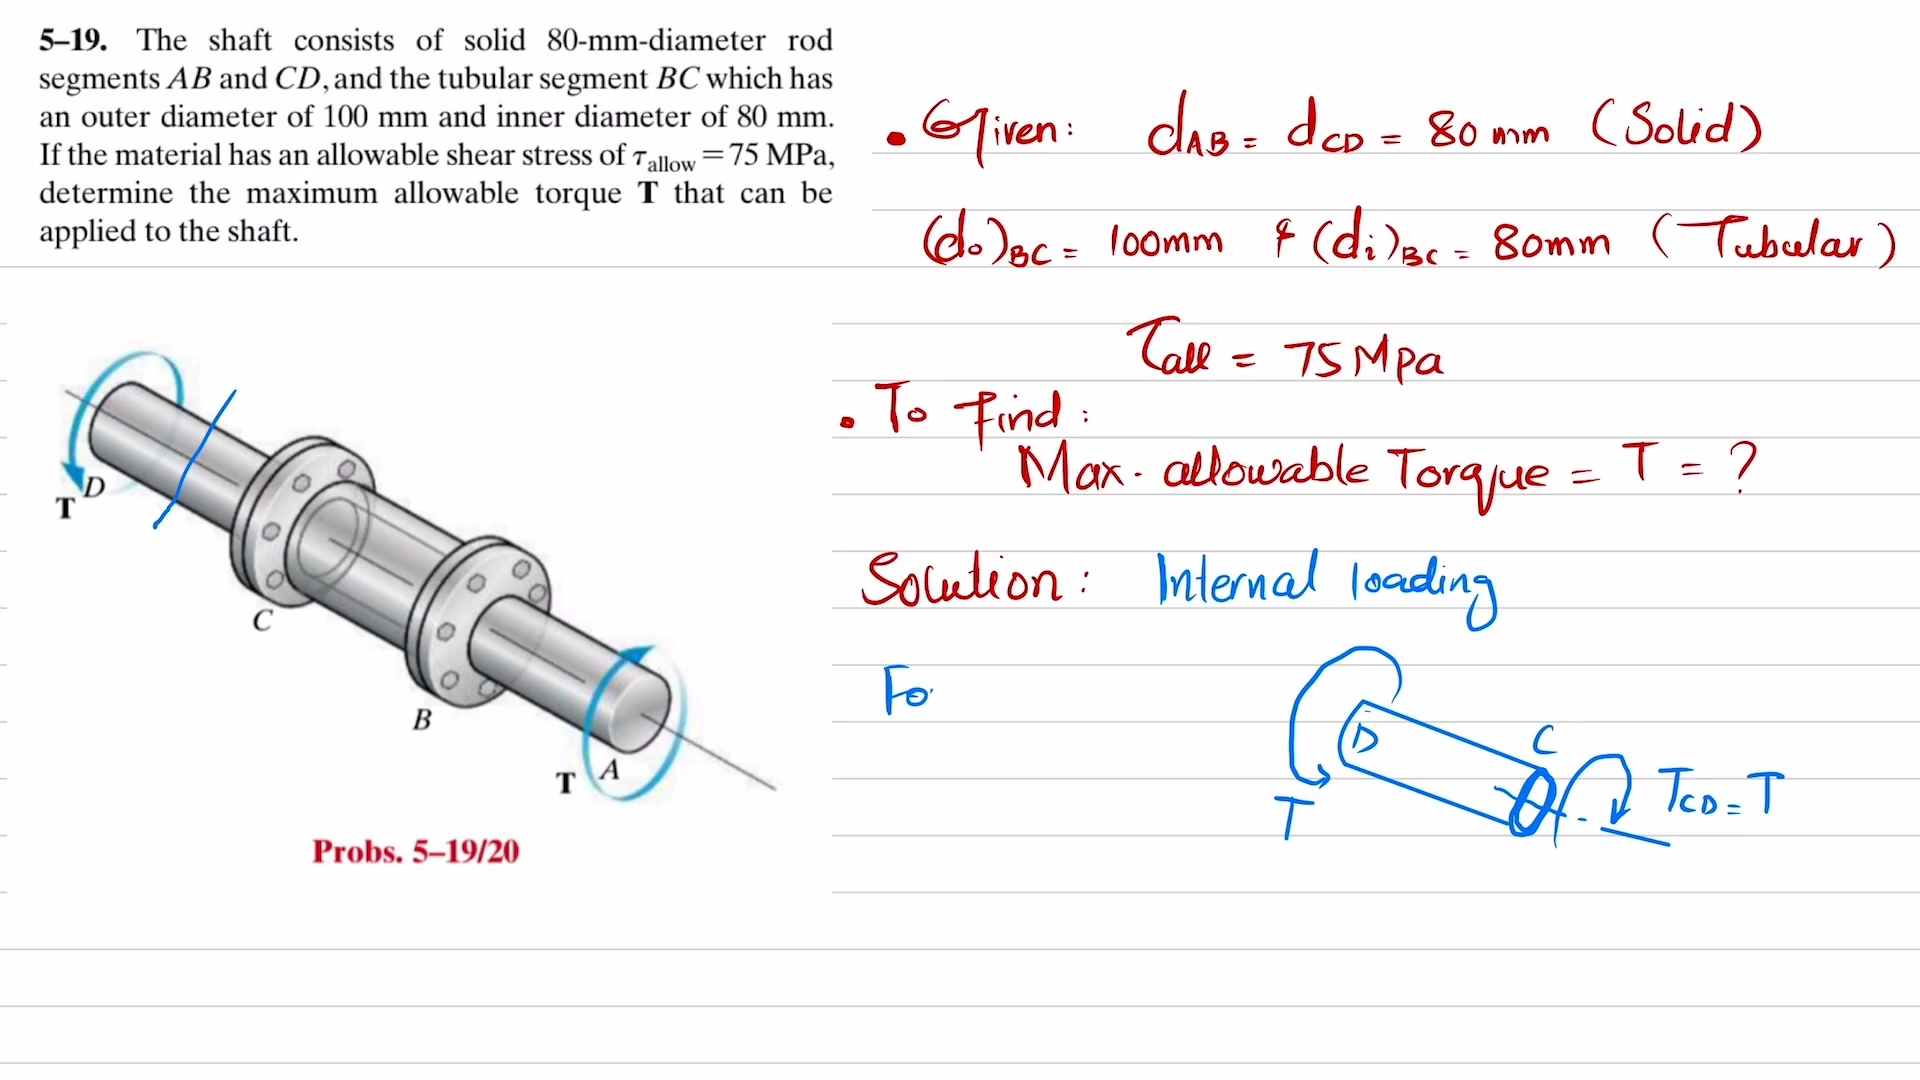 5–19. The shaft consists of solid 80-mm-diameter rod
segments AB and CD, and the tubular segment BC which has
an outer diameter of 100 mm and inner diameter of 80 mm.
If the material has an allowable shear stress of τallow = 75 MPa,
determine the maximum allowable torque T that can be
applied to the shaft.
T
D
C
B
T
A
Probs. 5–19/20
• Given: dAB = dCD = 80 mm (Solid)
(do)BC = 100mm & (di)BC = 80mm (Tubular)
τall = 75 MPa
• To Find:
Max. allowable Torque = T = ?
Solution: Internal loading
Fo
D
C
T
TCD = T